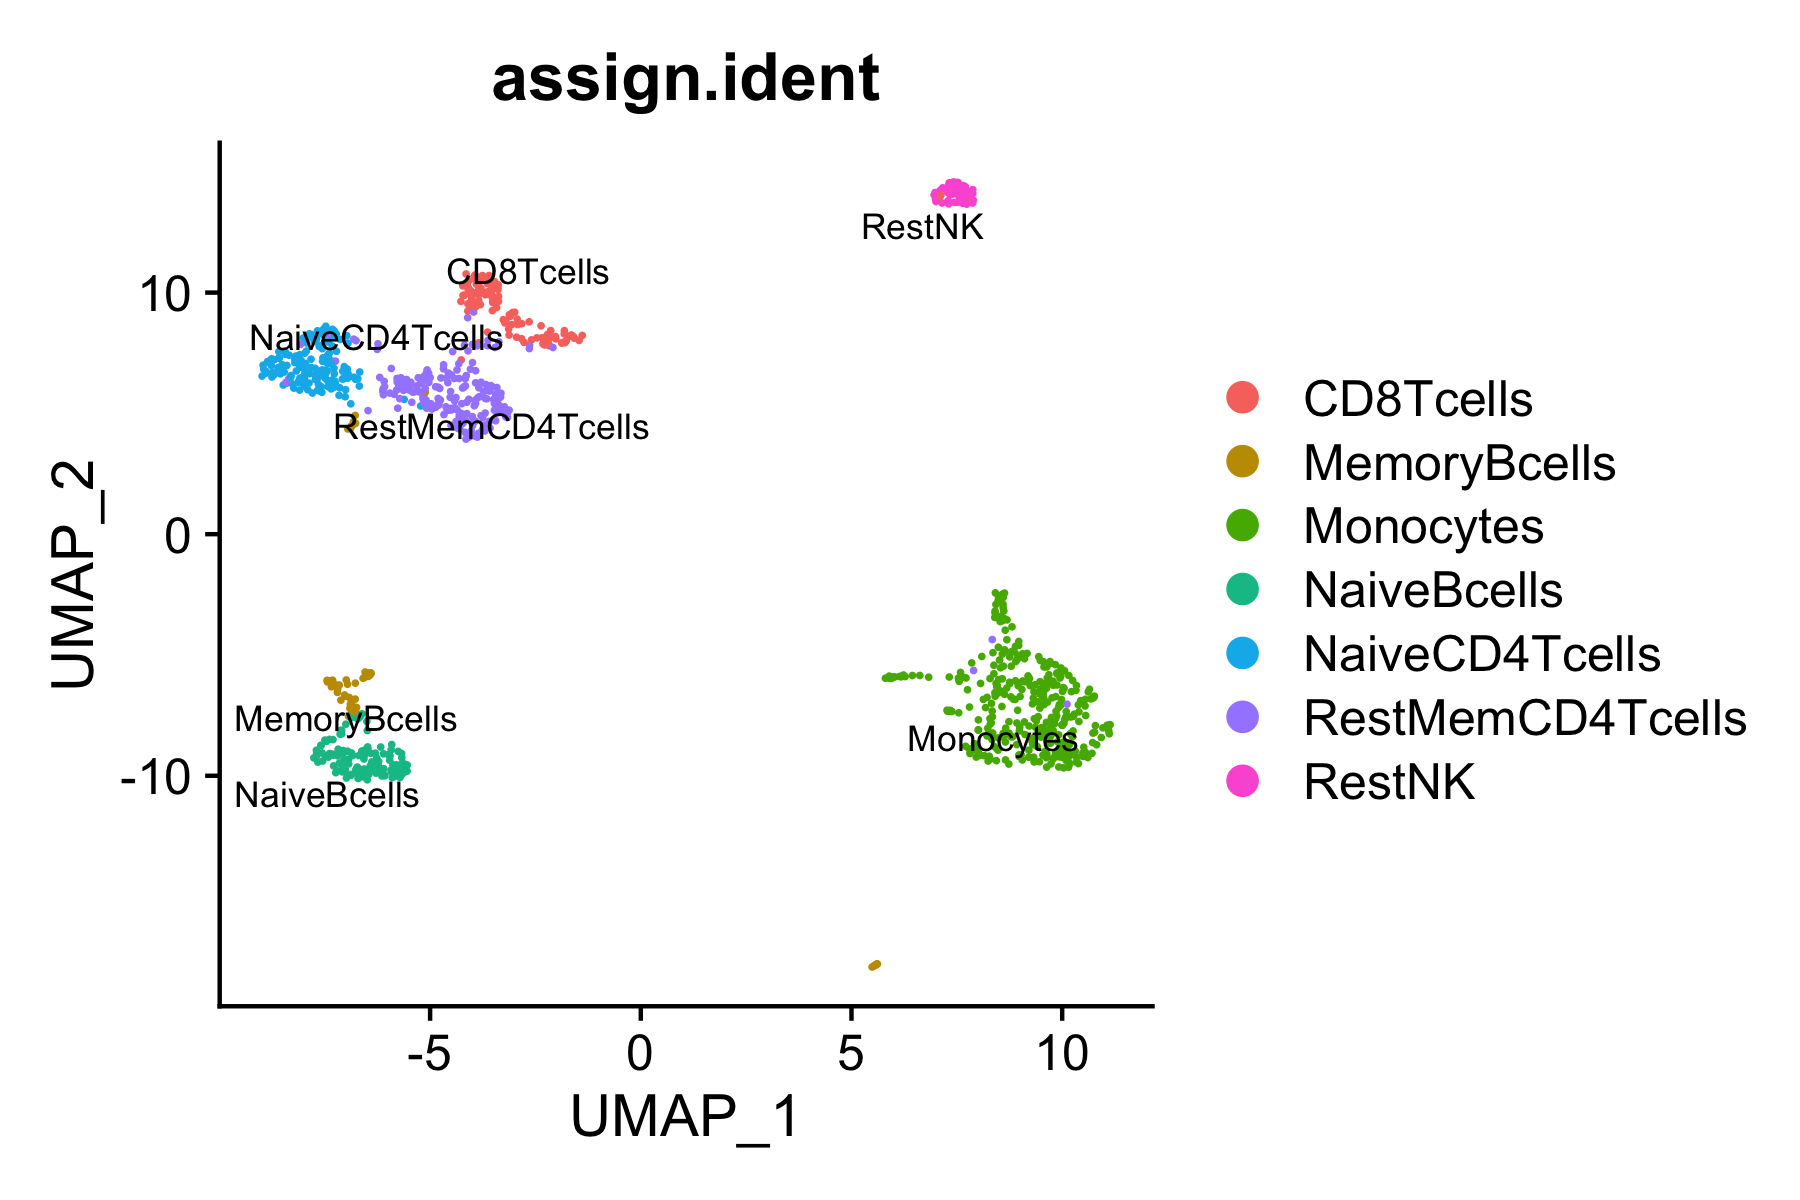 assign.ident
UMAP_2
10
0
-10
RestNK
CD8Tcells
NaiveCD4Tcells
RestMemCD4Tcells
MemoryBcells
Monocytes
NaiveBcells
-5
0
5
10
UMAP_1
CD8Tcells
MemoryBcells
Monocytes
NaiveBcells
NaiveCD4Tcells
RestMemCD4Tcells
RestNK